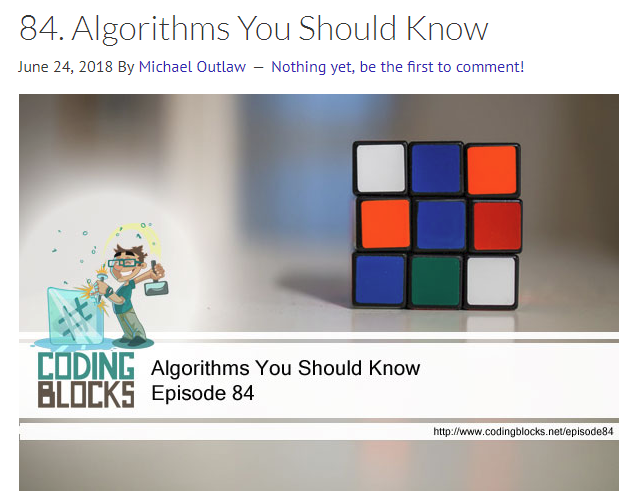 84. Algorithms You Should Know
June 24, 2018 By Michael Outlaw — Nothing yet, be the first to comment!
CODING
BLOCKS
Algorithms You Should Know
Episode 84
http://www.codingblocks.net/episode84